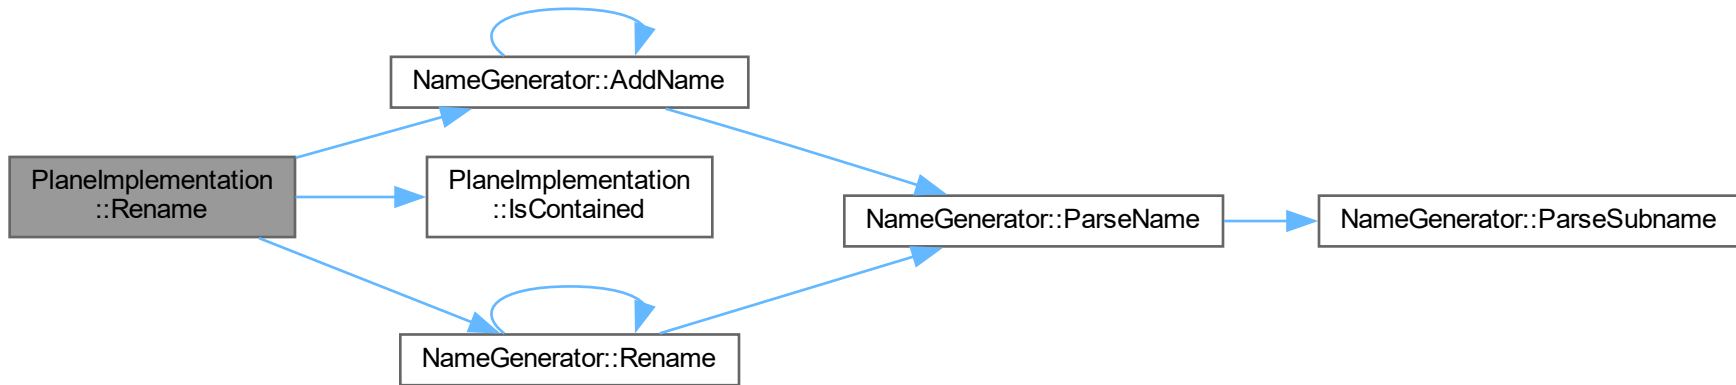 PlaneImplementation
::Rename
NameGenerator::AddName
PlaneImplementation
::IsContained
NameGenerator::Rename
NameGenerator::ParseName
NameGenerator::ParseSubname